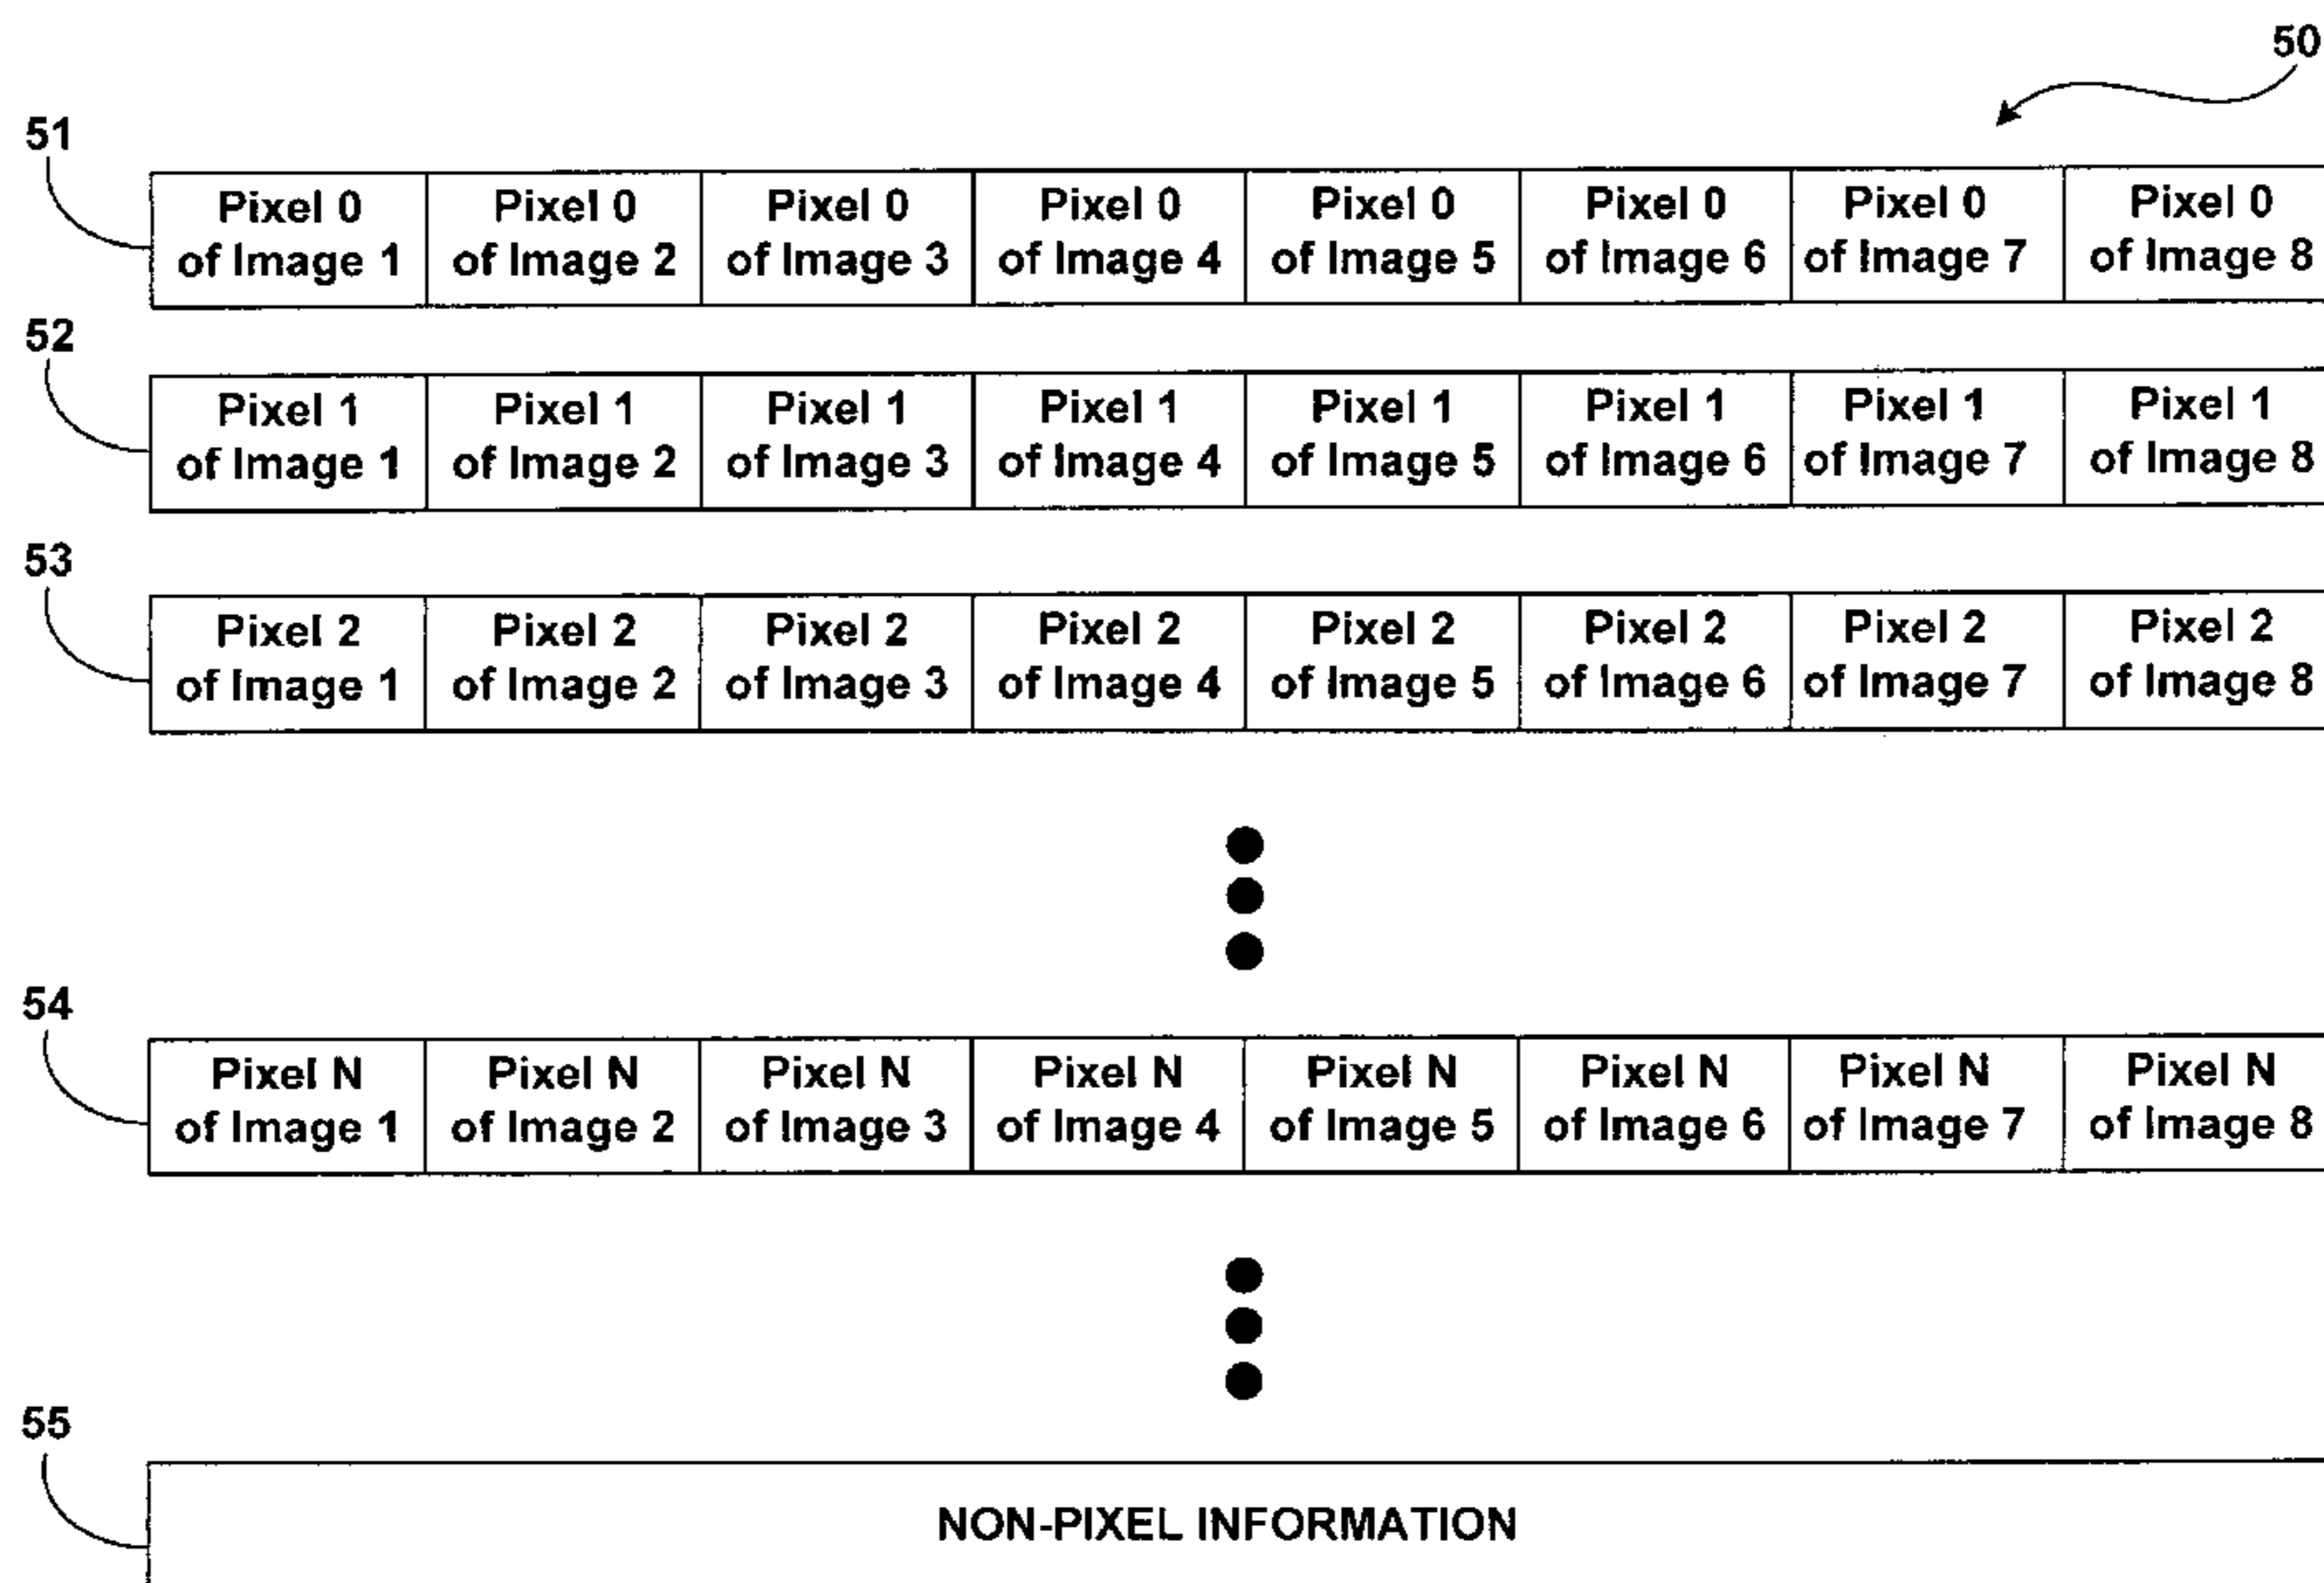 50
51
Pixel 0 Pixel 0 Pixel 0 Pixel 0 Pixel 0 Pixel 0 Pixel 0 Pixel 0
of Image 1 of Image 2 of Image 3 of Image 4 of Image 5 of Image 6 of Image 7 of Image 8
52
Pixel 1 Pixel 1 Pixel 1 Pixel 1 Pixel 1 Pixel 1 Pixel 1 Pixel 1
of Image 1 of Image 2 of Image 3 of Image 4 of Image 5 of Image 6 of Image 7 of Image 8
53
Pixel 2 Pixel 2 Pixel 2 Pixel 2 Pixel 2 Pixel 2 Pixel 2 Pixel 2
of Image 1 of Image 2 of Image 3 of Image 4 of Image 5 of Image 6 of Image 7 of Image 8
54
Pixel N Pixel N Pixel N Pixel N Pixel N Pixel N Pixel N Pixel N
of Image 1 of Image 2 of Image 3 of Image 4 of Image 5 of Image 6 of Image 7 of Image 8
55
NON-PIXEL INFORMATION